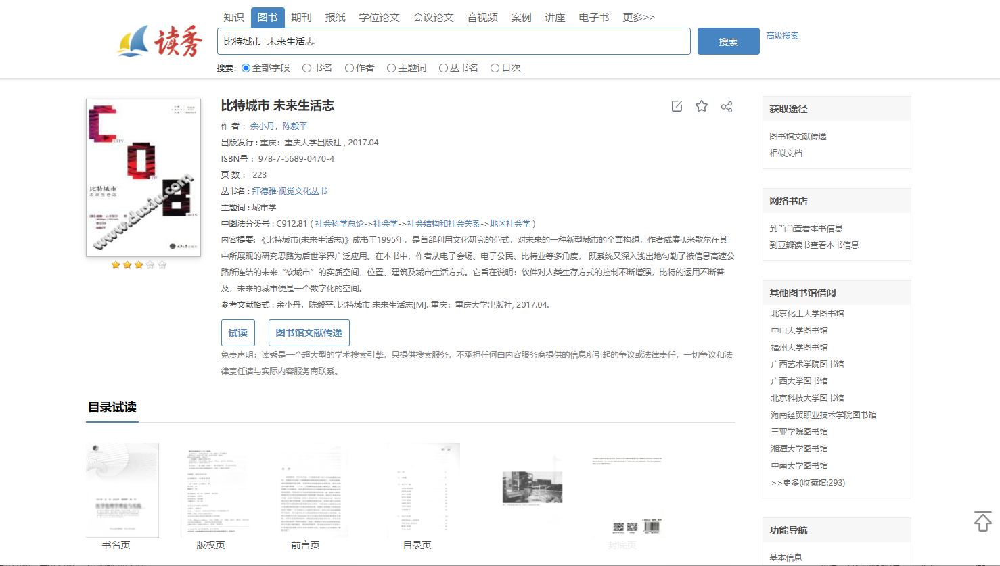 知识 图书 期刊 报纸 学位论文 会议论文 音视频 案例 讲座 电子书 更多>>
读秀
比特城市 未来生活志
搜索
高级搜索
搜索： 全部字段 书名 作者 主题词 丛书名 目次
CITY
OF
BITS
比特城市
未来生活志
www.duxiu.com
比特城市 未来生活志
作 者： 余小丹，陈毅平
出版发行 : 重庆：重庆大学出版社 , 2017.04
ISBN号： 978-7-5689-0470-4
页 数： 223
丛书名 : 拜德雅·视觉文化丛书
主题词 : 城市学
中图法分类号 : C912.81 ( 社会科学总论->社会学->社会结构和社会关系->地区社会学 )
内容提要: 《比特城市(未来生活志)》成书于1995年，是首部利用文化研究的范式，对未来的一种新型城市的全面构想，作者威廉·J.米歇尔在其
中所展现的研究思路为后世学界广泛应用。在本书中，作者从电子会场、电子公民、比特业等多角度， 既系统又深入浅出地勾勒了被信息高速公
路所连结的未来“软城市”的实质空间、位置、建筑及城市生活方式。它旨在说明：软件对人类生存方式的控制不断增强，比特的运用不断普
及，未来的城市便是一个数字化的空间。
参考文献格式 : 余小丹，陈毅平. 比特城市 未来生活志[M]. 重庆：重庆大学出版社, 2017.04.
试读 图书馆文献传递
免责声明：读秀是一个超大型的学术搜索引擎，只提供搜索服务，不承担任何由内容服务商提供的信息所引起的争议或法律责任，一切争议和法
律责任请与实际内容服务商联系。
目录试读
书名页 版权页 前言页 目录页 封底页
获取途径
图书馆文献传递
相似文档
网络书店
到当当查看本书信息
到豆瓣读书查看本书信息
其他图书馆借阅
北京化工大学图书馆
中山大学图书馆
福州大学图书馆
广西艺术学院图书馆
广西大学图书馆
北京科技大学图书馆
海南经贸职业技术学院图书馆
三亚学院图书馆
湘潭大学图书馆
中南大学图书馆
>>更多(收藏馆:293)
功能导航
基本信息